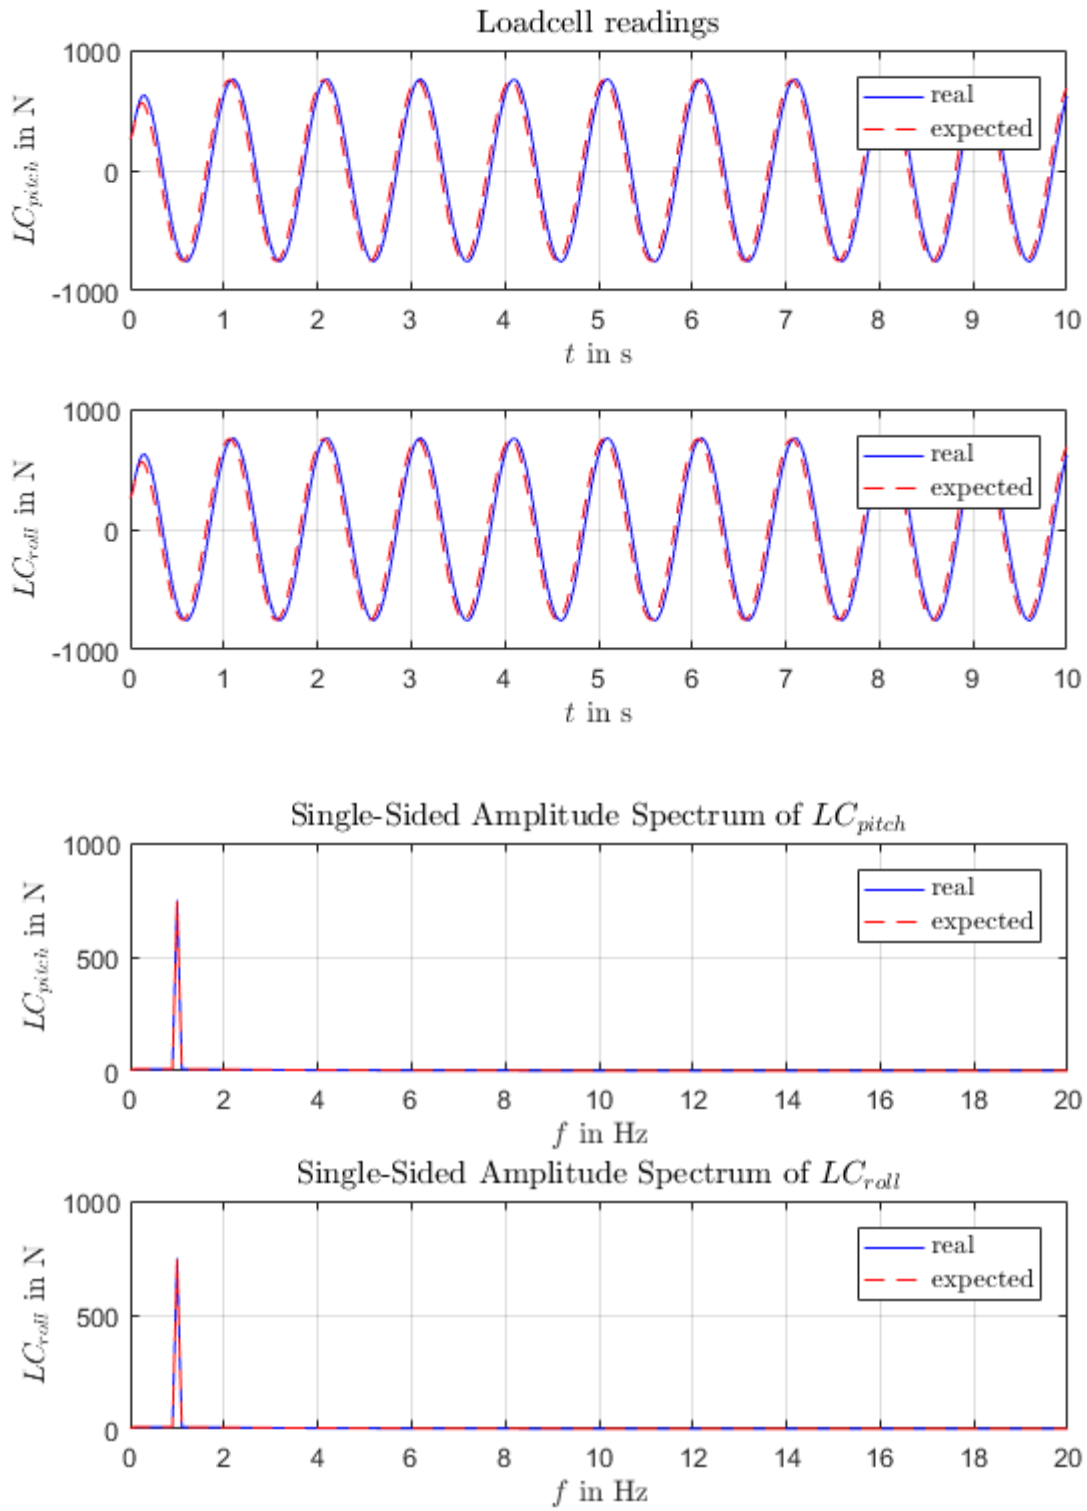 Loadcell readings
1000
0
-1000
LC_pitch in N
real
expected
0 1 2 3 4 5 6 7 8 9 10
t in s
1000
0
-1000
LC_roll in N
real
expected
0 1 2 3 4 5 6 7 8 9 10
t in s
Single-Sided Amplitude Spectrum of LC_pitch
1000
500
0
LC_pitch in N
real
expected
0 2 4 6 8 10 12 14 16 18 20
f in Hz
Single-Sided Amplitude Spectrum of LC_roll
1000
500
0
LC_roll in N
real
expected
0 2 4 6 8 10 12 14 16 18 20
f in Hz